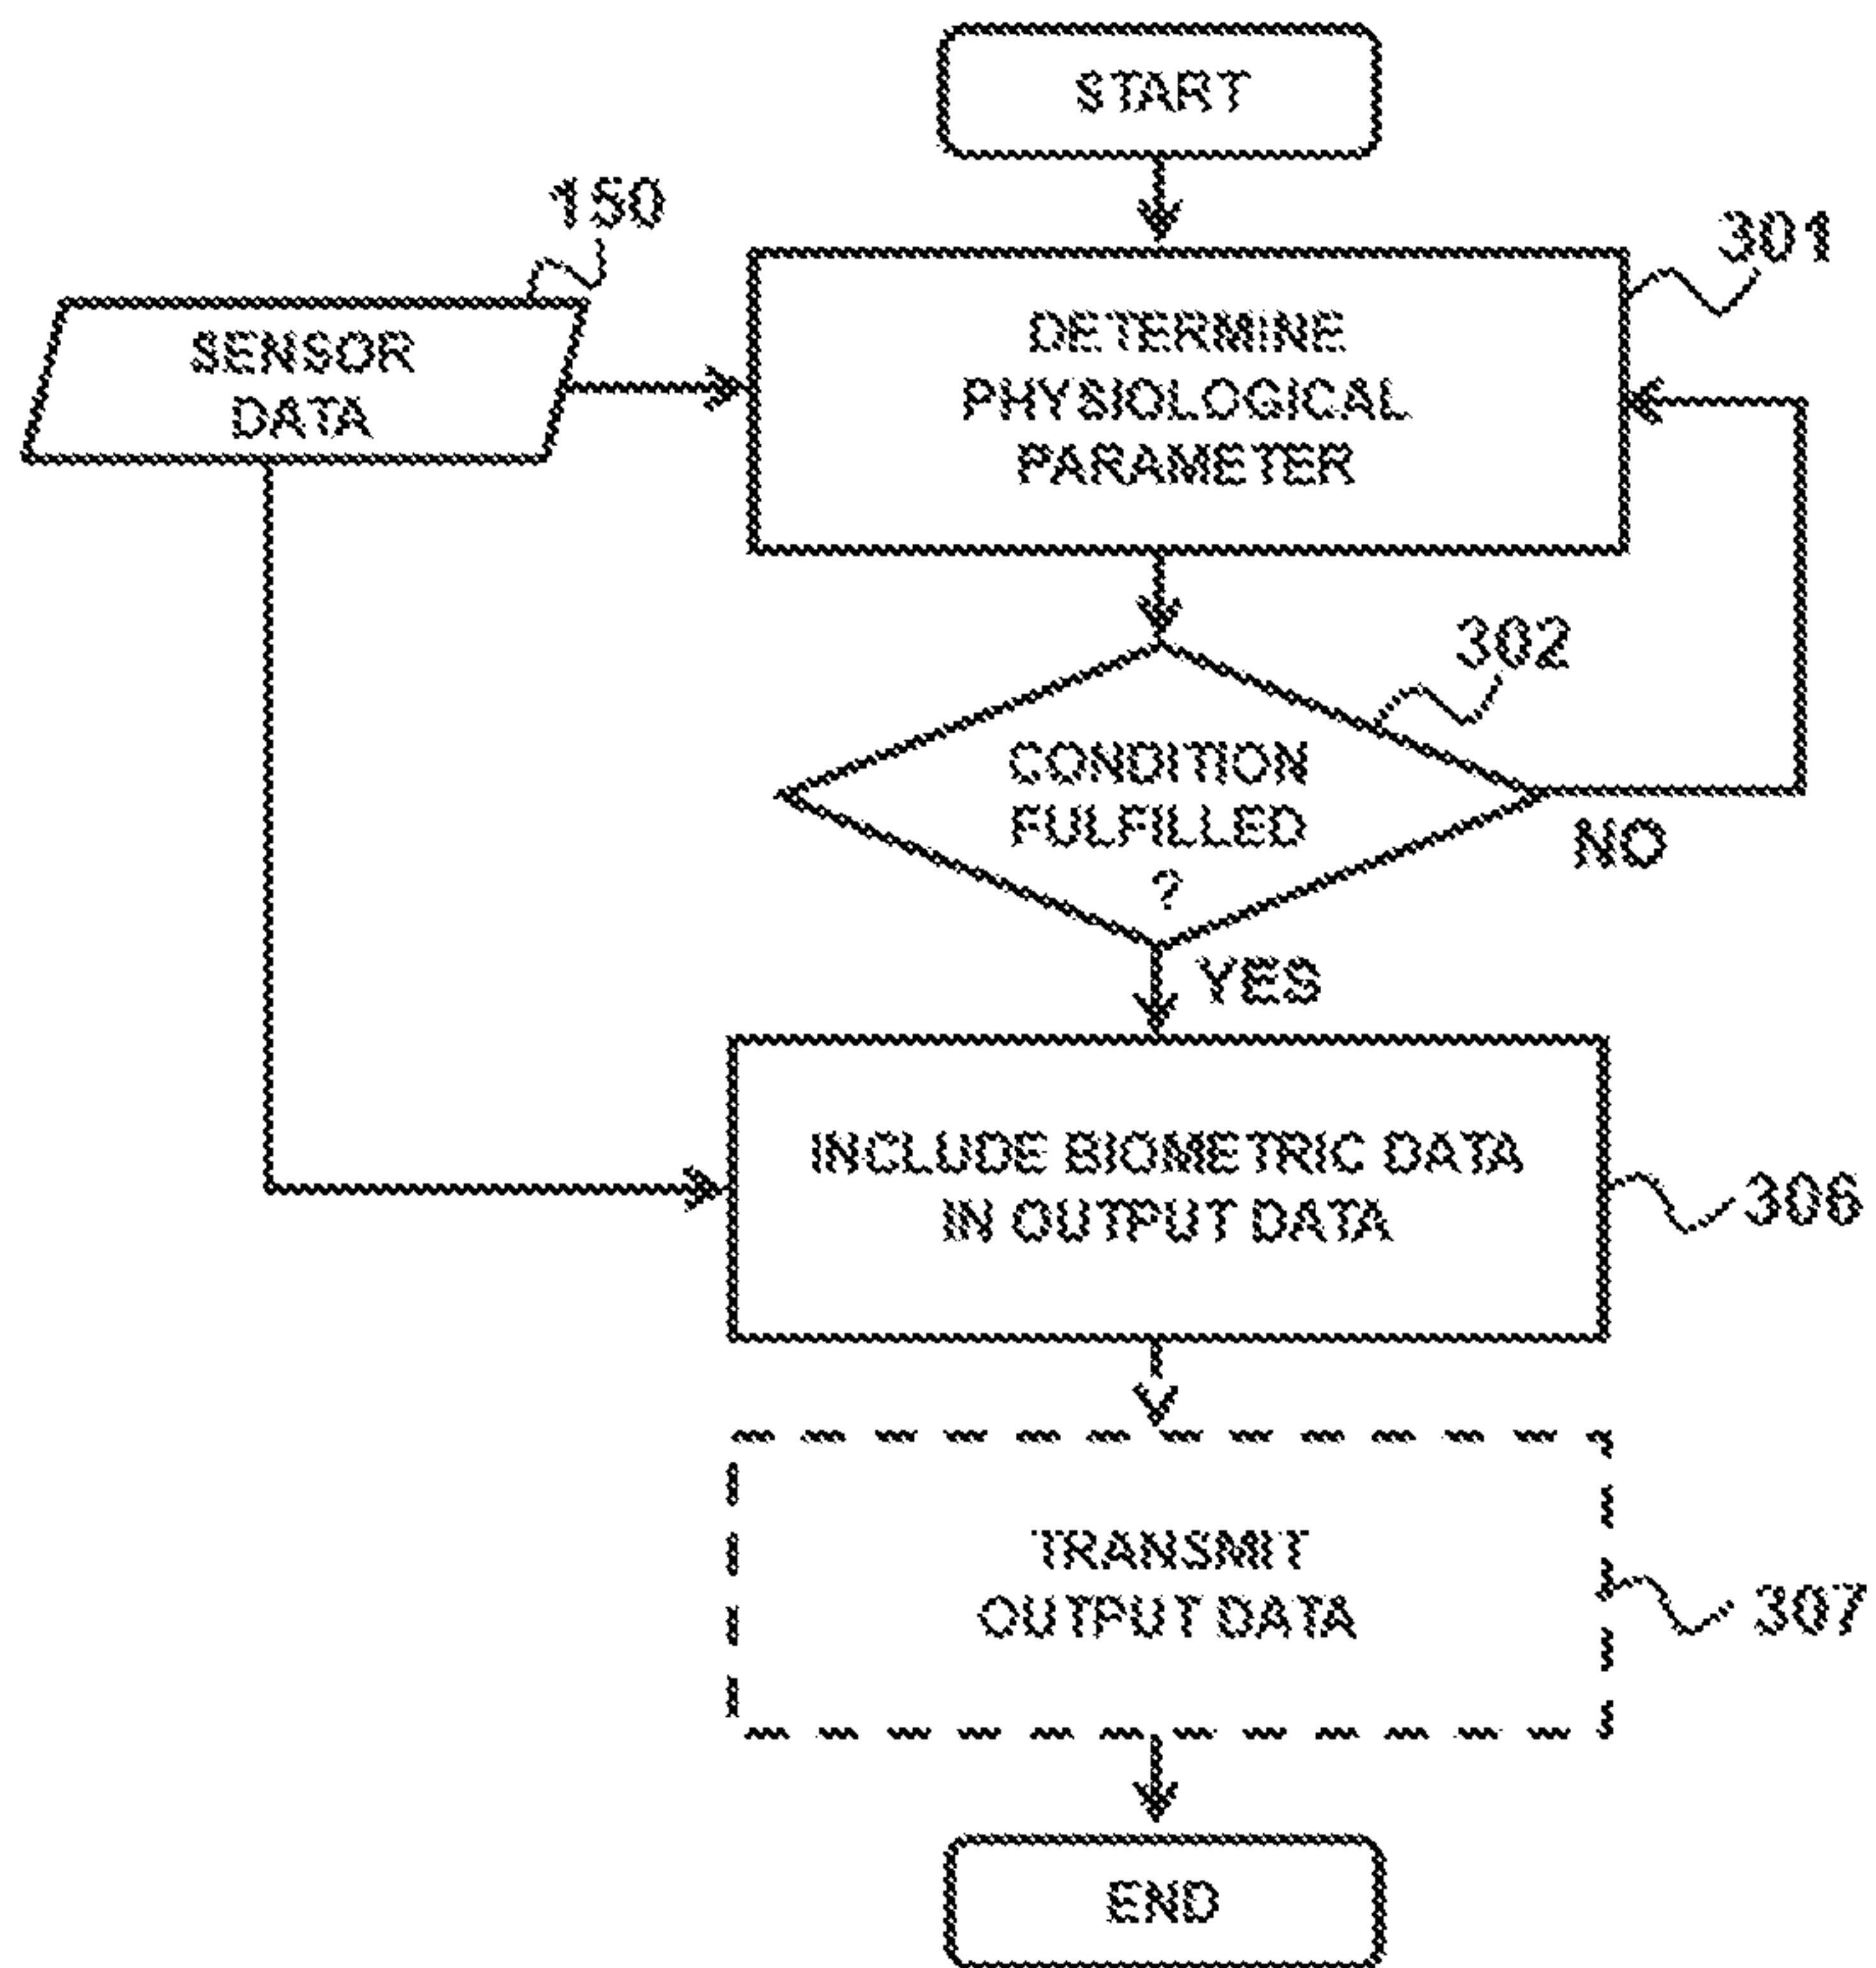 START
150
301
SENSOR
DATA
DETERMINE
PHYSIOLOGICAL
PARAMETER
302
CONDITION
FULFILLED
?
NO
YES
INCLUDE BIOMETRIC DATA
IN OUTPUT DATA
306
TRANSMIT
OUTPUT DATA
307
END